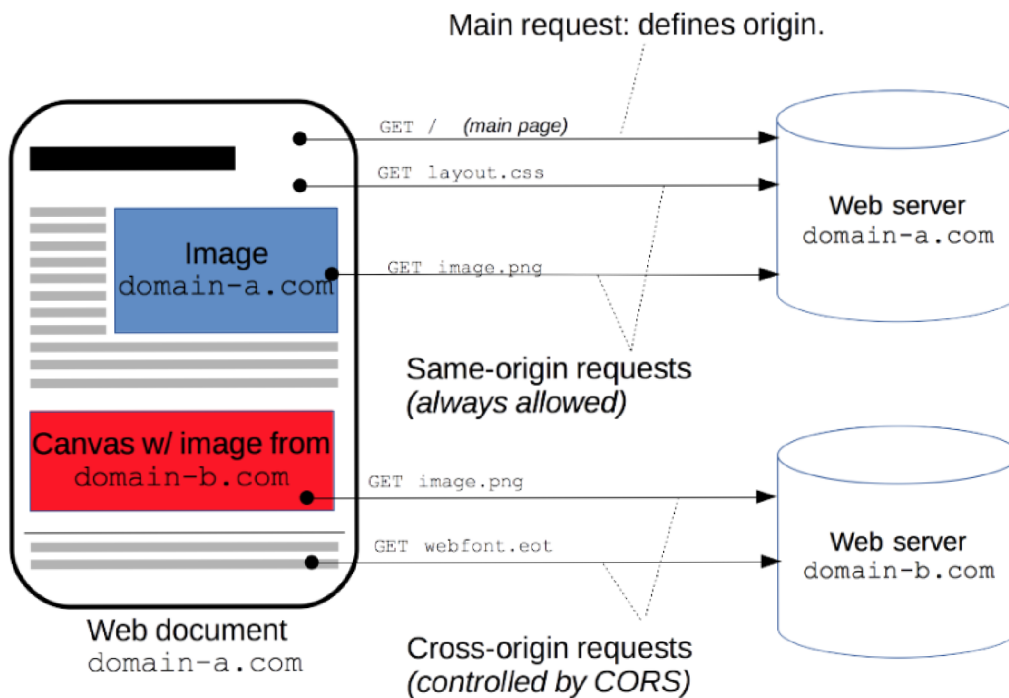 Main request: defines origin.
GET / (main page)
GET layout.css
Image
domain-a.com
GET image.png
Web server
domain-a.com
Same-origin requests
(always allowed)
Canvas w/ image from
domain-b.com
GET image.png
GET webfont.eot
Web server
domain-b.com
Web document
domain-a.com
Cross-origin requests
(controlled by CORS)